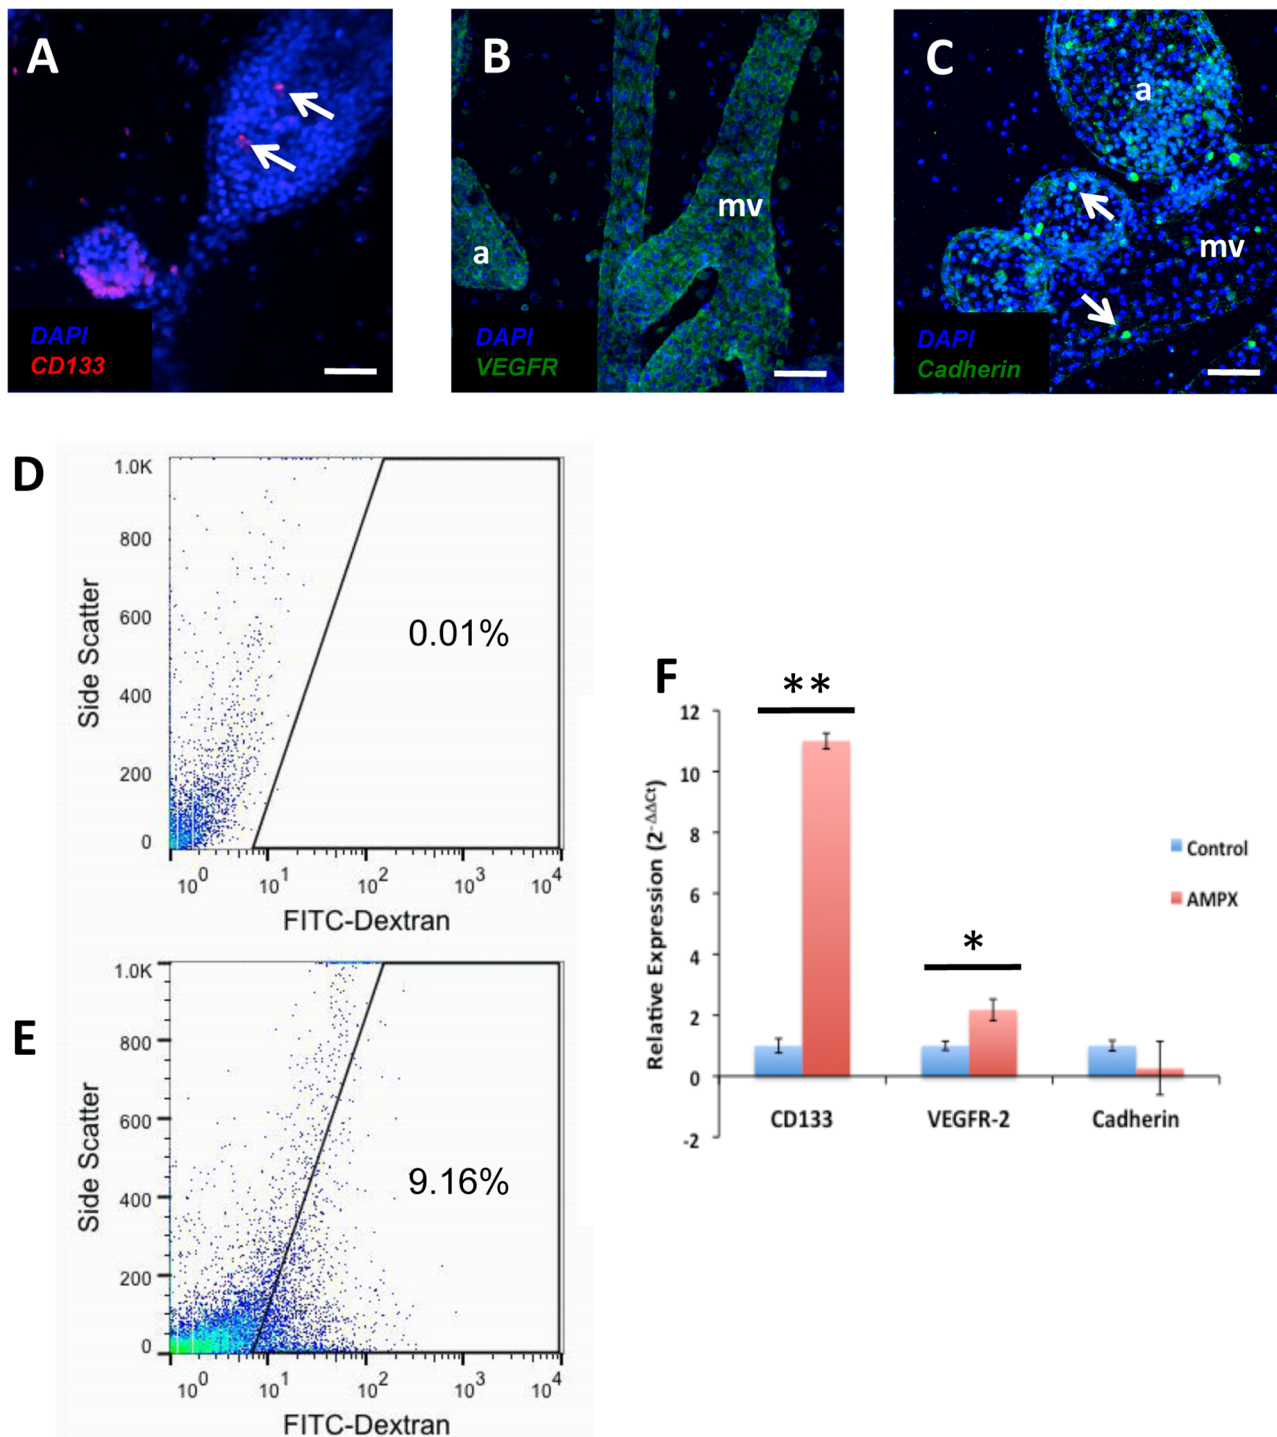 A
DAPI
CD133
B
a
mv
DAPI
VEGFR
C
a
mv
DAPI
Cadherin
D
1.0K
800
600
400
200
0
Side Scatter
0.01%
10^0 10^1 10^2 10^3 10^4
FITC-Dextran
E
1.0K
800
600
400
200
0
Side Scatter
9.16%
10^0 10^1 10^2 10^3 10^4
FITC-Dextran
F
**
*
12
10
8
6
4
2
0
-2
Relative Expression (2^-ΔΔCt)
CD133 VEGFR-2 Cadherin
Control
AMPX